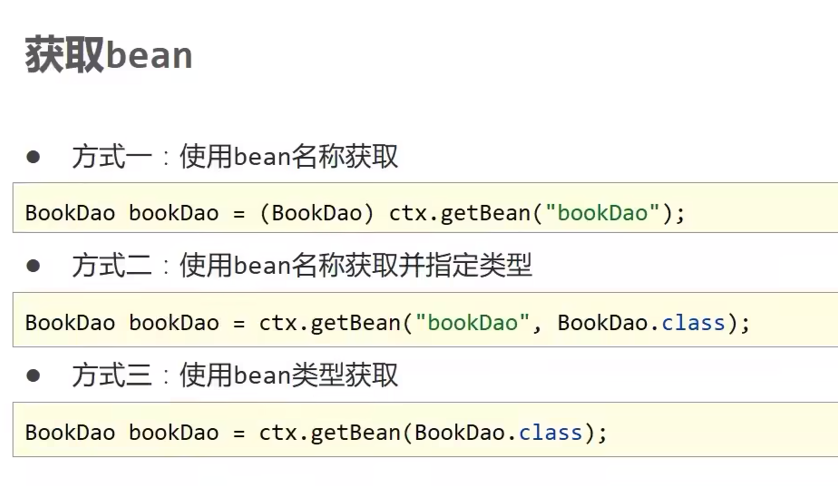 获取bean
● 方式一：使用bean名称获取
BookDao bookDao = (BookDao) ctx.getBean("bookDao");
● 方式二：使用bean名称获取并指定类型
BookDao bookDao = ctx.getBean("bookDao", BookDao.class);
● 方式三：使用bean类型获取
BookDao bookDao = ctx.getBean(BookDao.class);